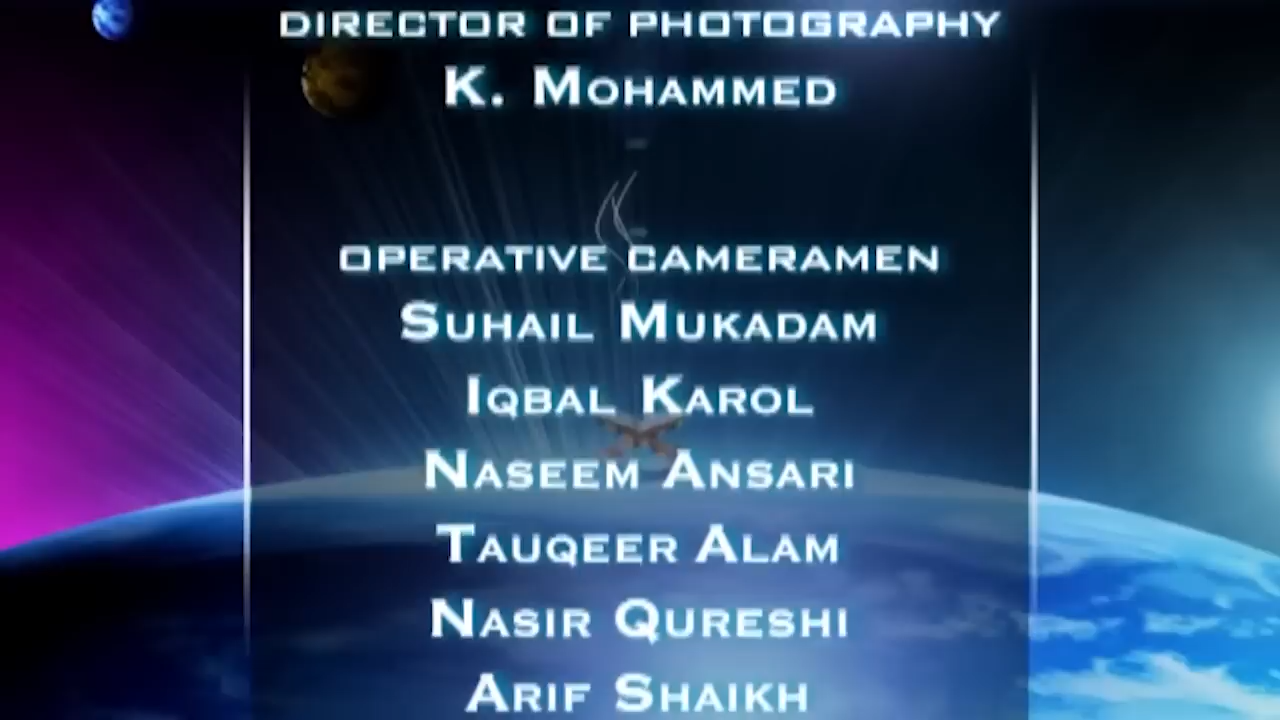 DIRECTOR OF PHOTOGRAPHY
K. MOHAMMED
OPERATIVE CAMERAMEN
SUHAIL MUKADAM
IQBAL KAROL
NASEEM ANSARI
TAUQEER ALAM
NASIR QURESHI
ARIF SHAIKH